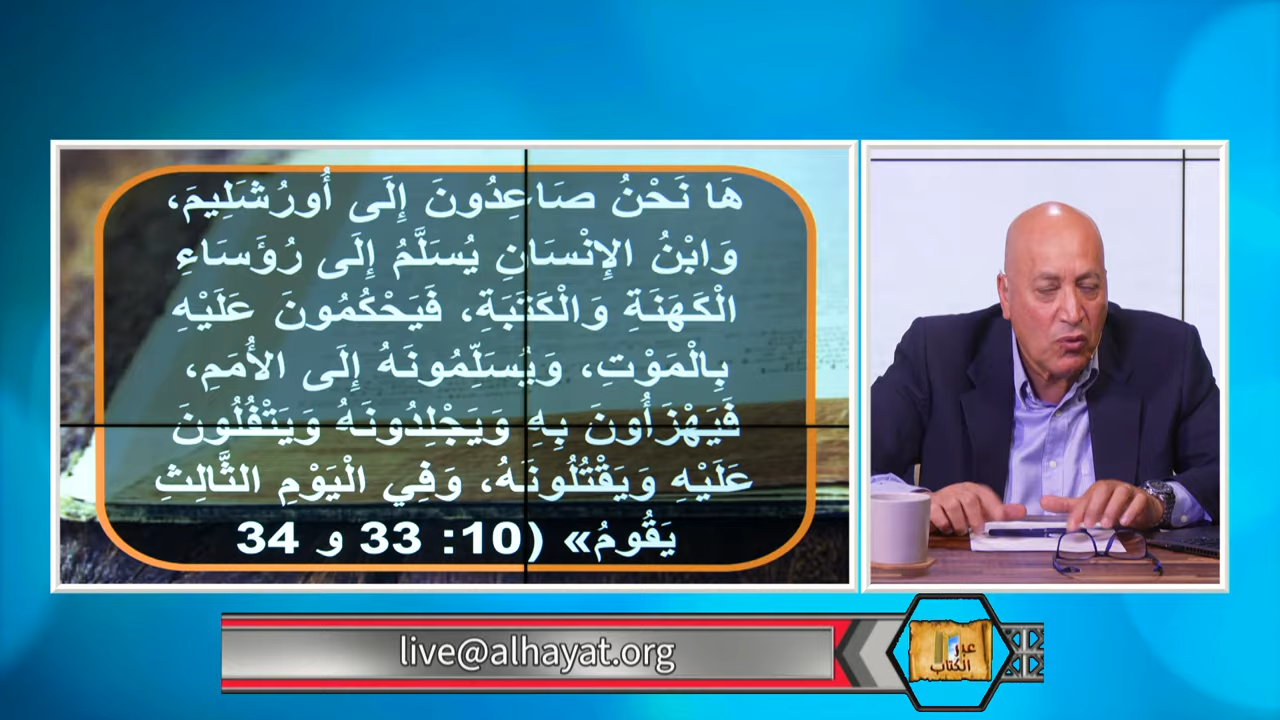 هَا نَحْنُ صَاعِدُونَ إِلَى أُورُشَلِيمَ،
وَابْنُ الإِنْسَانِ يُسَلَّمُ إِلَى رُؤَسَاءِ
الْكَهَنَةِ وَالْكَتَبَةِ، فَيَحْكُمُونَ عَلَيْهِ
بِالْمَوْتِ، وَيُسَلِّمُونَهُ إِلَى الأُمَمِ،
فَيَهْزَأُونَ بِهِ وَيَجْلِدُونَهُ وَيَتْفُلُونَ
عَلَيْهِ وَيَقْتُلُونَهُ، وَفِي الْيَوْمِ الثَّالِثِ
يَقُومُ» (10: 33 و 34
live@alhayat.org
عبر
الكتاب